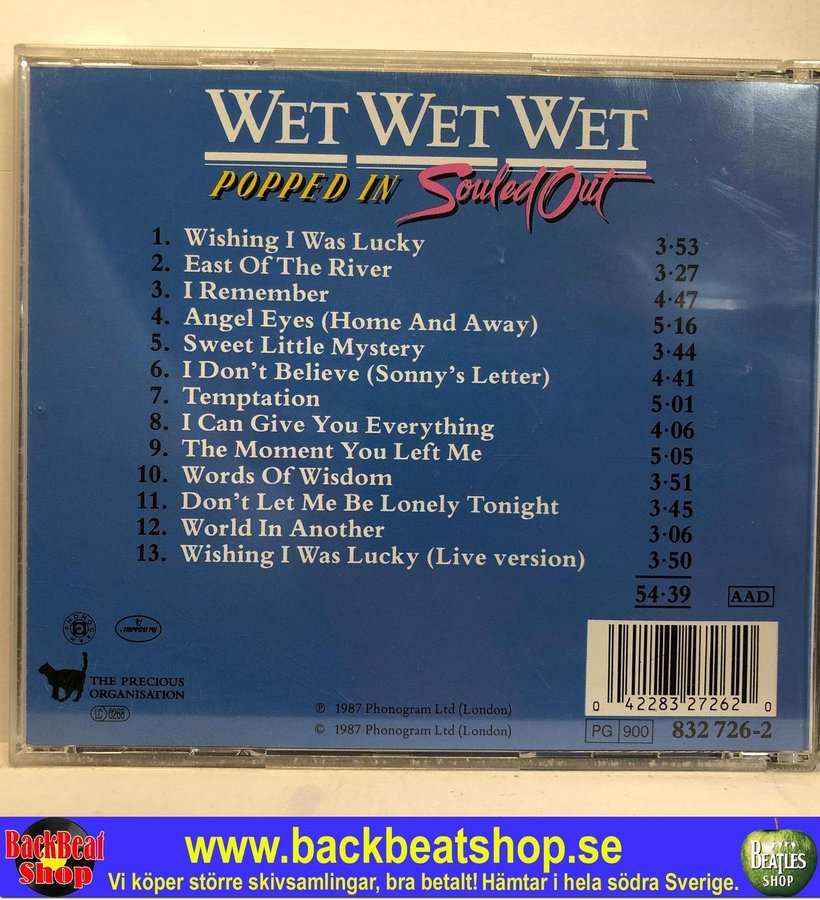 WET WET WET
POPPED IN Souled Out
1. Wishing I Was Lucky 3·53
2. East Of The River 3·27
3. I Remember 4·47
4. Angel Eyes (Home And Away) 5·16
5. Sweet Little Mystery 3·44
6. I Don't Believe (Sonny's Letter) 4·41
7. Temptation 5·01
8. I Can Give You Everything 4·06
9. The Moment You Left Me 5·05
10. Words Of Wisdom 3·51
11. Don't Let Me Be Lonely Tonight 3·45
12. World In Another 3·06
13. Wishing I Was Lucky (Live version) 3·50
54·39 AAD
PHONOGRAM mercury
THE PRECIOUS
ORGANISATION
LC 0268
℗ 1987 Phonogram Ltd (London)
© 1987 Phonogram Ltd (London)
0 42283 27262 0
PG 900 832 726-2
BackBeat
Shop
www.backbeatshop.se
Vi köper större skivsamlingar, bra betalt! Hämtar i hela södra Sverige.
BEATLES
SHOP